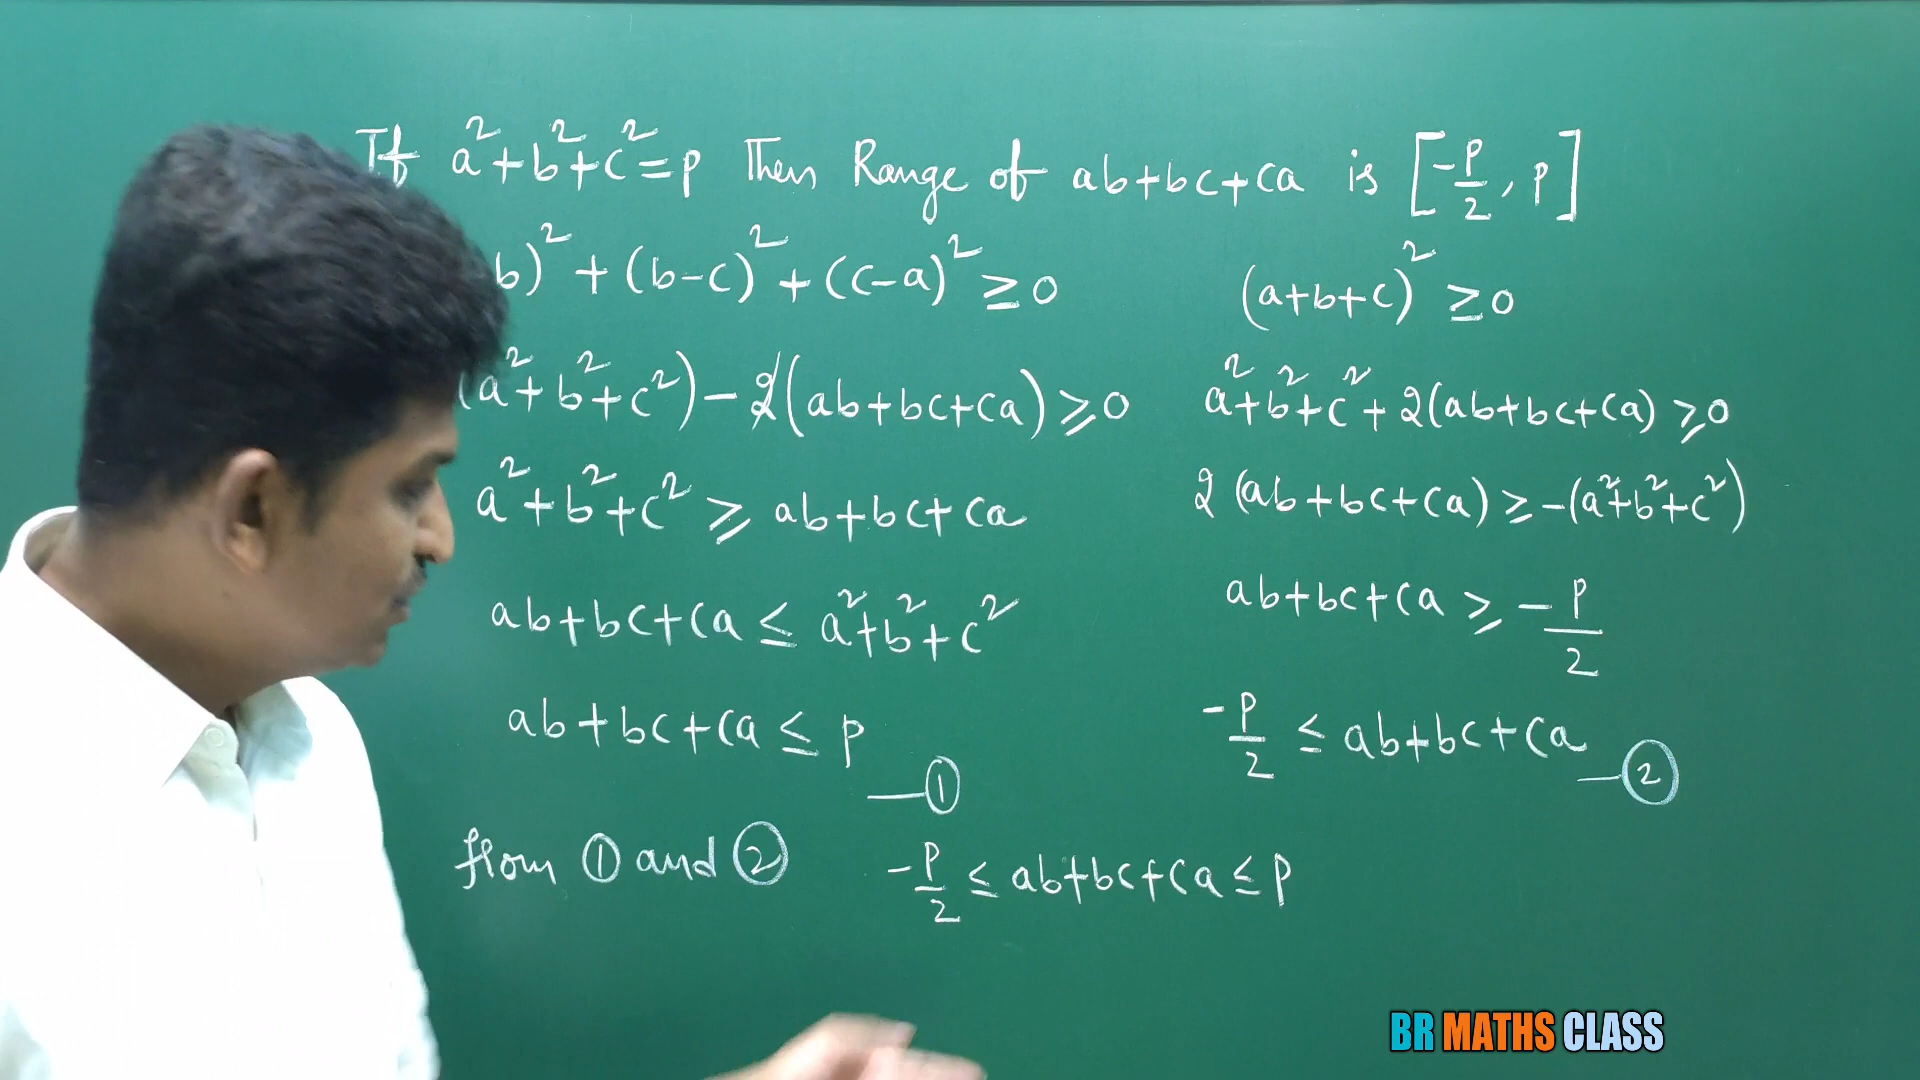 If a²+b²+c²=p Then Range of ab+bc+ca is [-p/2, p]
b)²+(b-c)²+(c-a)² ≥0
(a²+b²+c²)-2(ab+bc+ca)≥0
a²+b²+c² ≥ ab+bc+ca
ab+bc+ca ≤ a²+b²+c²
ab+bc+ca ≤ p —①
(a+b+c)² ≥0
a²+b²+c²+2(ab+bc+ca) ≥0
2(ab+bc+ca) ≥ -(a²+b²+c²)
ab+bc+ca ≥ -p/2
-p/2 ≤ ab+bc+ca —②
from ① and ② -p/2 ≤ ab+bc+ca ≤ p
BR MATHS CLASS